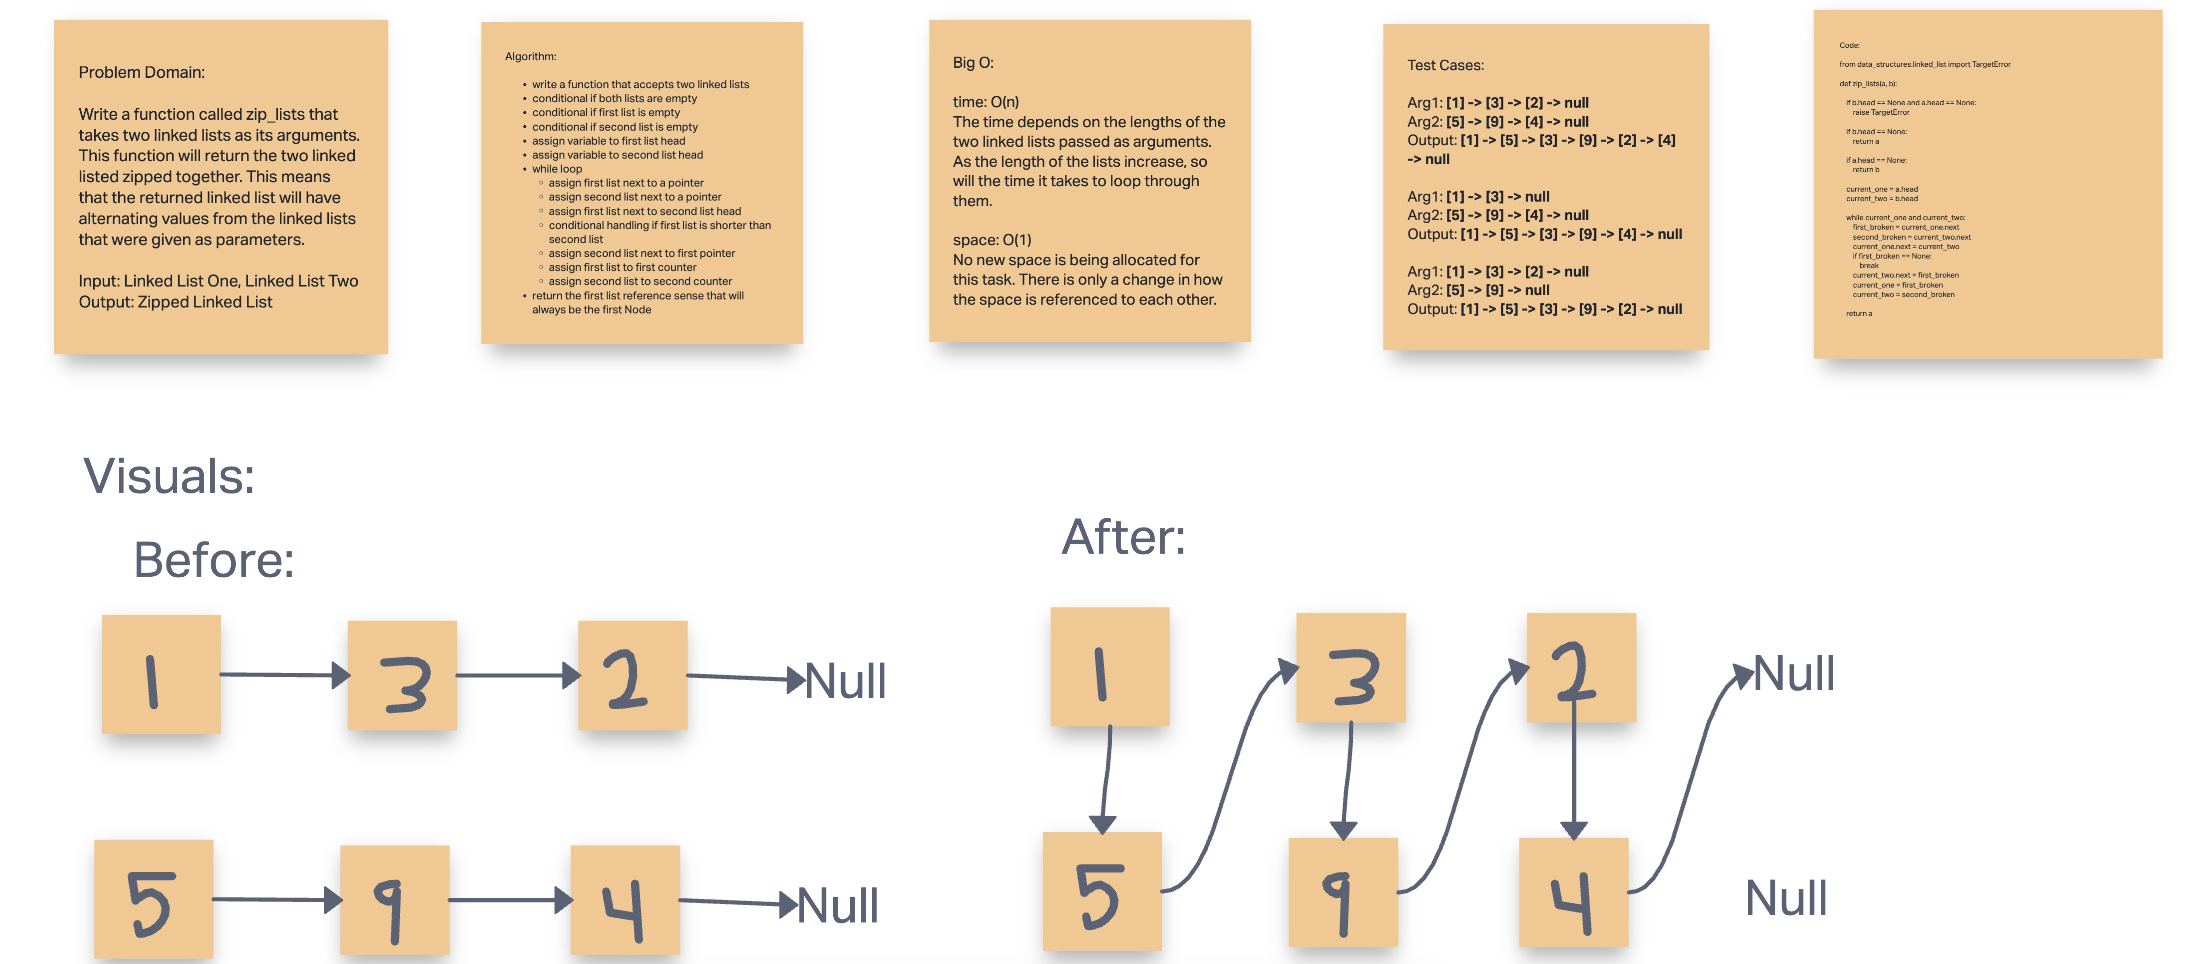 Problem Domain:
Write a function called zip_lists that
takes two linked lists as its arguments.
This function will return the two linked
listed zipped together. This means
that the returned linked list will have
alternating values from the linked lists
that were given as parameters.
Input: Linked List One, Linked List Two
Output: Zipped Linked List
Algorithm:
• write a function that accepts two linked lists
• conditional if both lists are empty
• conditional if first list is empty
• conditional if second list is empty
• assign variable to first list head
• assign variable to second list head
• while loop
◦ assign first list next to a pointer
◦ assign second list next to a pointer
◦ assign first list next to second list head
◦ conditional handling if first list is shorter than
second list
◦ assign second list next to first pointer
◦ assign first list to first counter
◦ assign second list to second counter
• return the first list reference sense that will
always be the first Node
Big O:
time: O(n)
The time depends on the lengths of the
two linked lists passed as arguments.
As the length of the lists increase, so
will the time it takes to loop through
them.
space: O(1)
No new space is being allocated for
this task. There is only a change in how
the space is referenced to each other.
Test Cases:
Arg1: [1] -> [3] -> [2] -> null
Arg2: [5] -> [9] -> [4] -> null
Output: [1] -> [5] -> [3] -> [9] -> [2] -> [4]
-> null
Arg1: [1] -> [3] -> null
Arg2: [5] -> [9] -> [4] -> null
Output: [1] -> [5] -> [3] -> [9] -> [4] -> null
Arg1: [1] -> [3] -> [2] -> null
Arg2: [5] -> [9] -> null
Output: [1] -> [5] -> [3] -> [9] -> [2] -> null
Code:
from data_structures.linked_list import TargetError
def zip_lists(a, b):
if b.head == None and a.head == None:
raise TargetError
if b.head == None:
return a
if a.head == None:
return b
current_one = a.head
current_two = b.head
while current_one and current_two:
first_broken = current_one.next
second_broken = current_two.next
current_one.next = current_two
if first_broken == None:
break
current_two.next = first_broken
current_one = first_broken
current_two = second_broken
return a
Visuals:
Before:
1 3 2 Null
5 9 4 Null
After:
1 3 2 Null
5 9 4 Null